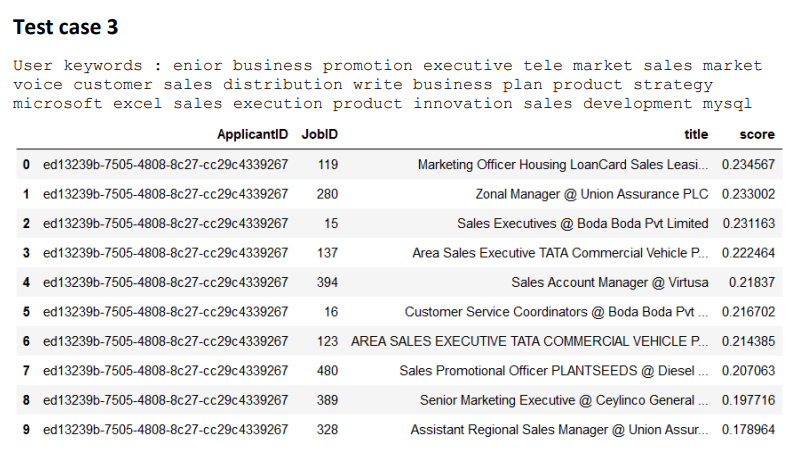 Test case 3
User keywords : enior business promotion executive tele market sales market
voice customer sales distribution write business plan product strategy
microsoft excel sales execution product innovation sales development mysql
ApplicantID JobID title score
0 ed13239b-7505-4808-8c27-cc29c4339267 119 Marketing Officer Housing LoanCard Sales Leasi... 0.234567
1 ed13239b-7505-4808-8c27-cc29c4339267 280 Zonal Manager @ Union Assurance PLC 0.233002
2 ed13239b-7505-4808-8c27-cc29c4339267 15 Sales Executives @ Boda Boda Pvt Limited 0.231163
3 ed13239b-7505-4808-8c27-cc29c4339267 137 Area Sales Executive TATA Commercial Vehicle P... 0.222464
4 ed13239b-7505-4808-8c27-cc29c4339267 394 Sales Account Manager @ Virtusa 0.21837
5 ed13239b-7505-4808-8c27-cc29c4339267 16 Customer Service Coordinators @ Boda Boda Pvt ... 0.216702
6 ed13239b-7505-4808-8c27-cc29c4339267 123 AREA SALES EXECUTIVE TATA COMMERCIAL VEHICLE P... 0.214385
7 ed13239b-7505-4808-8c27-cc29c4339267 480 Sales Promotional Officer PLANTSEEDS @ Diesel ... 0.207063
8 ed13239b-7505-4808-8c27-cc29c4339267 389 Senior Marketing Executive @ Ceylinco General ... 0.197716
9 ed13239b-7505-4808-8c27-cc29c4339267 328 Assistant Regional Sales Manager @ Union Assur... 0.178964